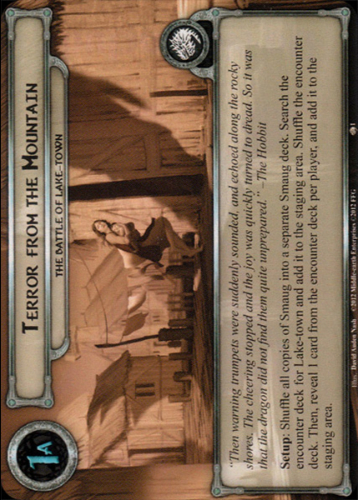 1A
Terror from the Mountain
The Battle of Lake-town
"Then warning trumpets were suddenly sounded, and echoed along the rocky
shores. The cheering stopped and the joy was quickly turned to dread. So it was
that the dragon did not find them quite unprepared." –The Hobbit
Setup: Shuffle all copies of Smaug into a separate Smaug deck. Search the
encounter deck for Lake-town and add it to the staging area. Shuffle the encounter
deck. Then, reveal 1 card from the encounter deck per player, and add it to the
staging area.
Illus. David Auden Nash ©2012 Middle-earth Enterprises ©2012 FFG 1